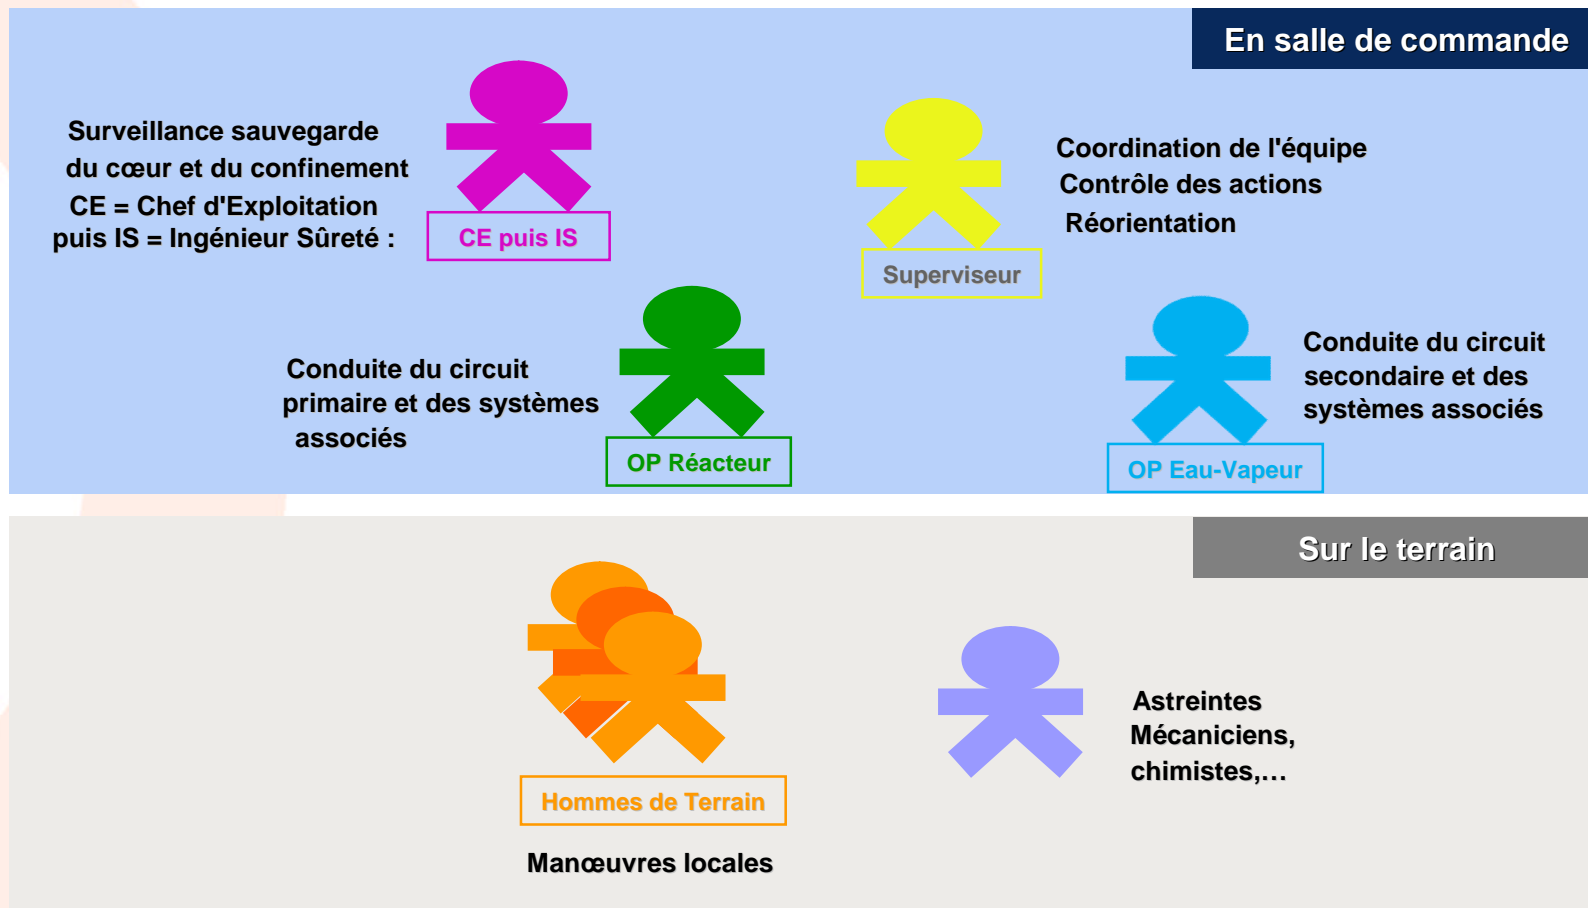 En salle de commande
Surveillance sauvegarde
du cœur et du confinement
CE = Chef d'Exploitation
puis IS = Ingénieur Sûreté :
CE puis IS
Coordination de l'équipe
Contrôle des actions
Réorientation
Superviseur
Conduite du circuit
primaire et des systèmes
associés
OP Réacteur
Conduite du circuit
secondaire et des
systèmes associés
OP Eau-Vapeur
Sur le terrain
Hommes de Terrain
Manœuvres locales
Astreintes
Mécaniciens,
chimistes,…